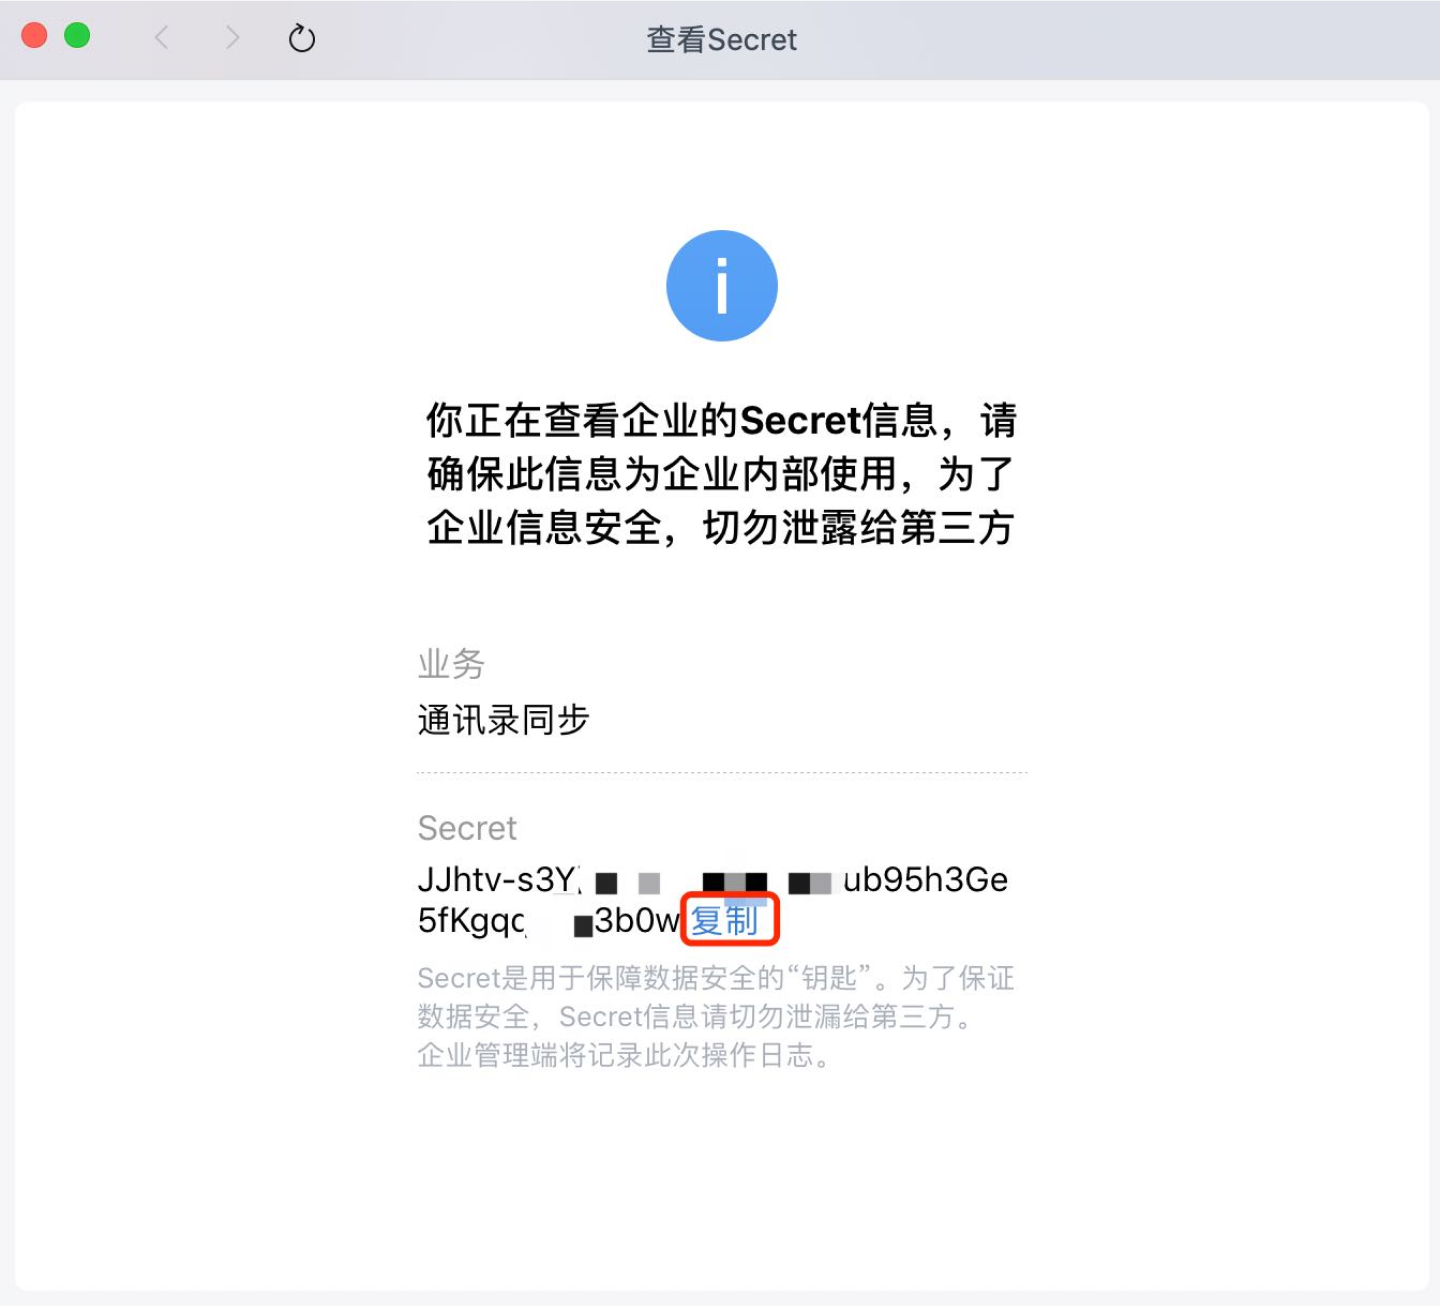 查看Secret
i
你正在查看企业的Secret信息，请
确保此信息为企业内部使用，为了
企业信息安全，切勿泄露给第三方
业务
通讯录同步
Secret
JJhtv-s3Y ub95h3Ge
5fKgqc 3b0w复制
Secret是用于保障数据安全的“钥匙”。为了保证
数据安全，Secret信息请切勿泄漏给第三方。
企业管理端将记录此次操作日志。